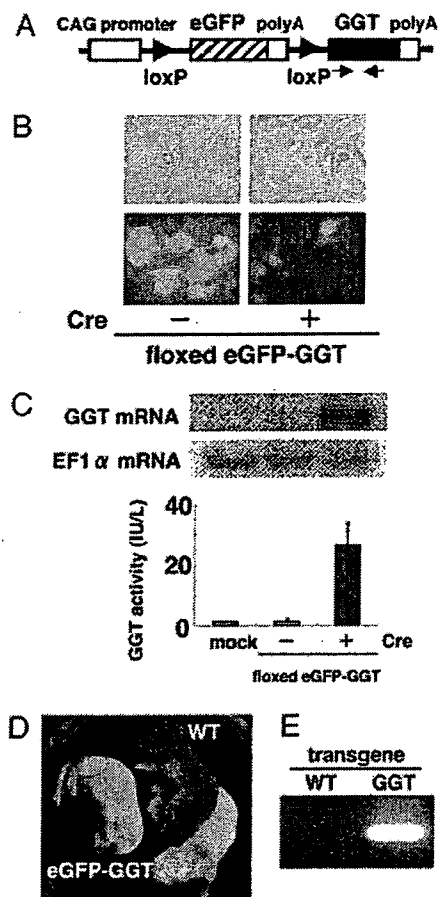 A
CAG promoter eGFP polyA GGT polyA
loxP loxP
B
Cre − +
floxed eGFP-GGT
C
GGT mRNA
EF1α mRNA
GGT activity (IU/L)
40
20
0
mock − + Cre
floxed eGFP-GGT
D
WT
eGFP-GGT
E
transgene
WT GGT